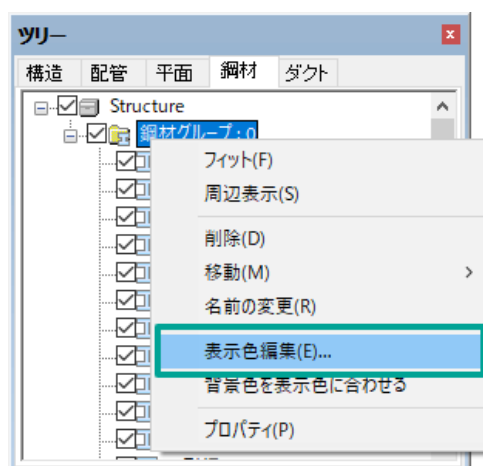 ツリー
構造 配管 平面 鋼材 ダクト
Structure
鋼材グループ : 0
フィット(F)
周辺表示(S)
削除(D)
移動(M)
名前の変更(R)
表示色編集(E)...
背景色を表示色に合わせる
プロパティ(P)